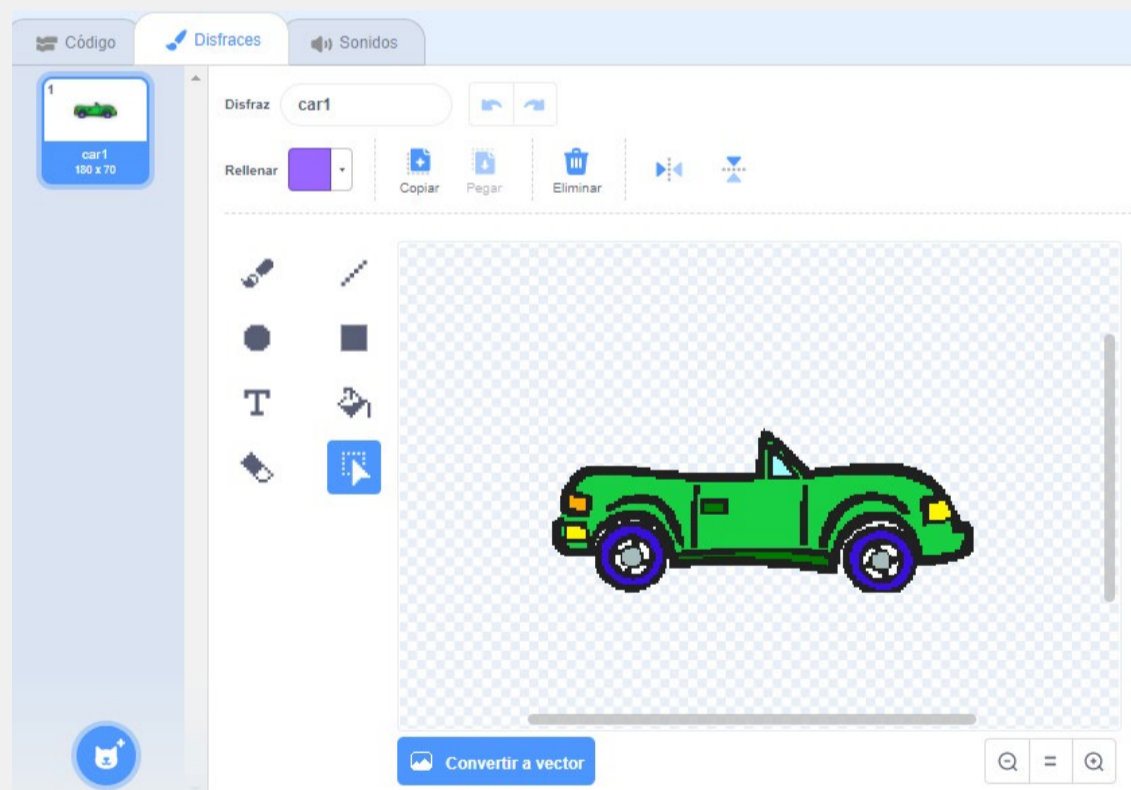 Código Disfraces Sonidos
1
car1
180 x 70
Disfraz car1
Rellenar
Copiar Pegar Eliminar
T
Convertir a vector